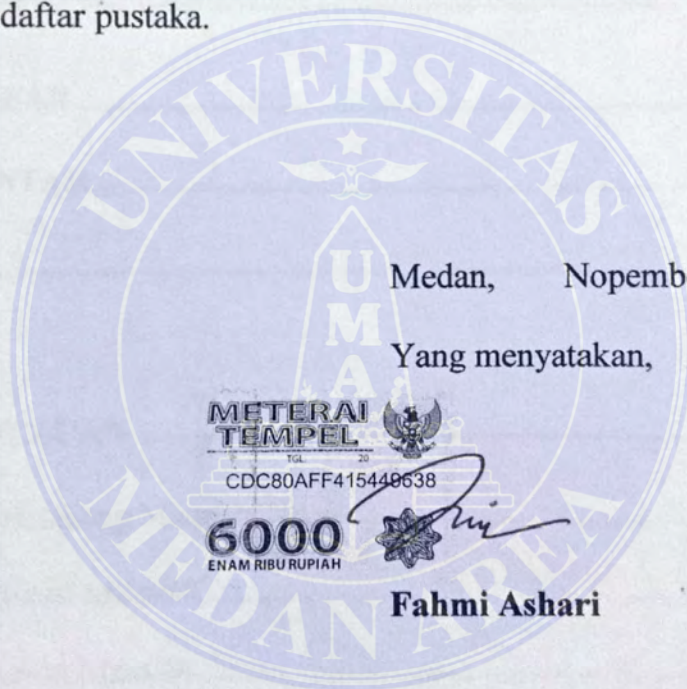 daftar pustaka.
UNIVERSITAS
UMA
MEDAN AREA
Medan, Nopemb
Yang menyatakan,
METERAI
TEMPEL
TGL. 20
CDC80AFF415449638
6000
ENAM RIBU RUPIAH
Fahmi Ashari